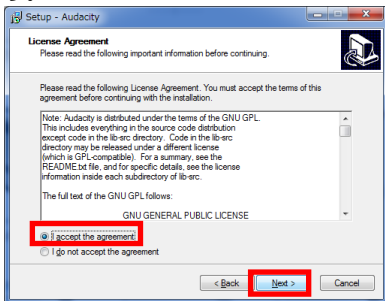 Setup - Audacity
License Agreement
Please read the following important information before continuing.
Please read the following License Agreement. You must accept the terms of this
agreement before continuing with the installation.
Note: Audacity is distributed under the terms of the GNU GPL.
This includes everything in the source code distribution
except code in the lib-src directory. Code in the lib-src
directory may be released under a different license
(which is GPL-compatible). For a summary, see the
README.txt file, and for specific details, see the license
information inside each subdirectory of lib-src.
The full text of the GNU GPL follows:
GNU GENERAL PUBLIC LICENSE
I accept the agreement
I do not accept the agreement
< Back
Next >
Cancel